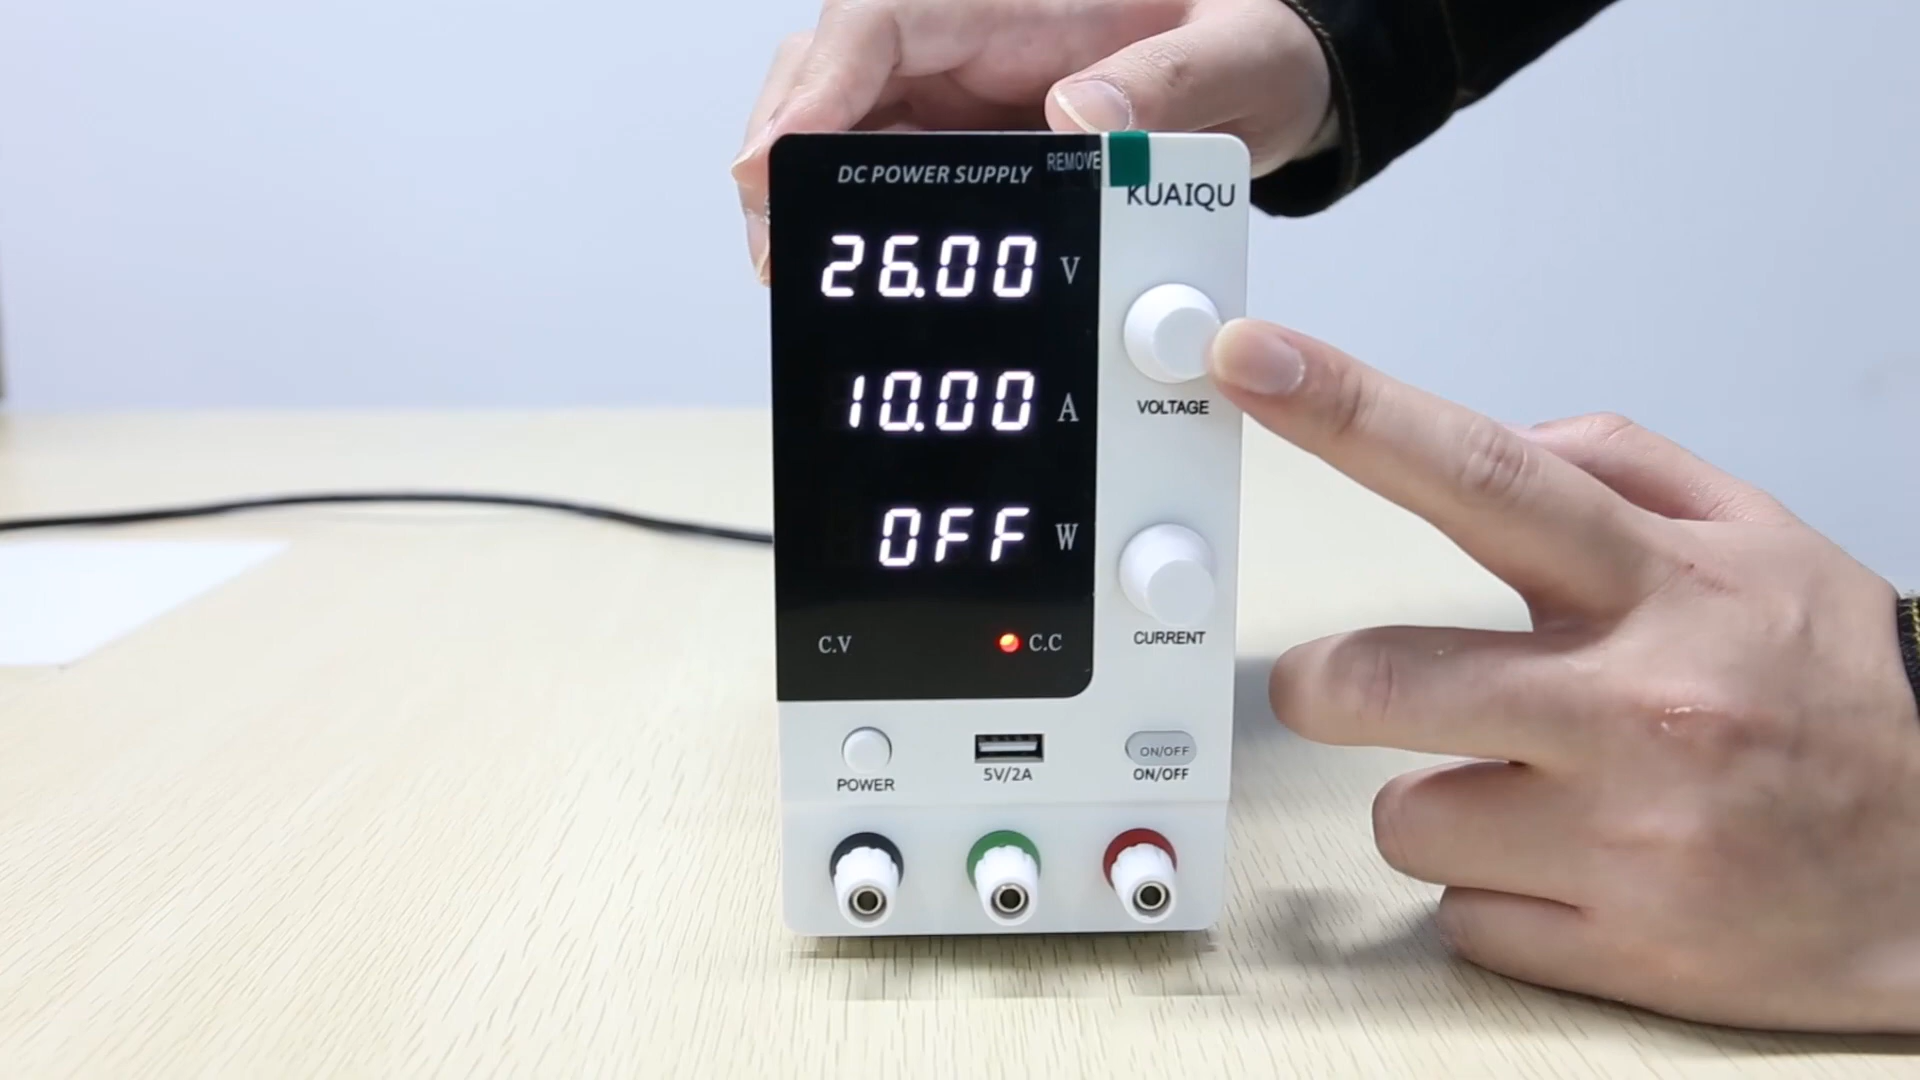 DC POWER SUPPLY
REMOVE
KUAIQU
26.00 V
10.00 A
OFF W
C.V
C.C
VOLTAGE
CURRENT
POWER
5V/2A
ON/OFF
ON/OFF